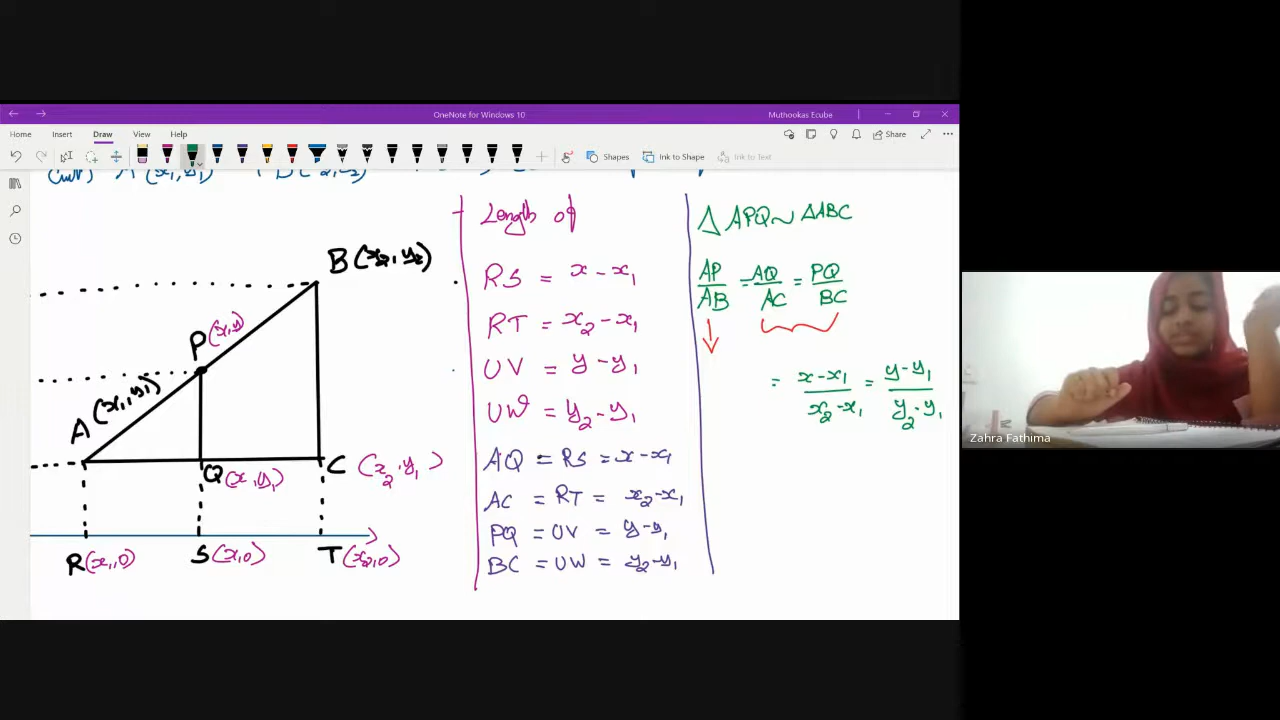 OneNote for Windows 10
Muthookas Ecube
Home Insert Draw View Help
Share
Shapes Ink to Shape Ink to Text
A (x₁, y₁)
B (x₂, y₂)
P (x, y)
A (x₁, y₁)
Q (x, y₁)
C (x₂, y₁)
R (x₁, 0)
S (x, 0)
T (x₂, 0)
Length of
RS = x - x₁
RT = x₂ - x₁
UV = y - y₁
UW = y₂ - y₁
AQ = RS = x - x₁
AC = RT = x₂ - x₁
PQ = UV = y - y₁
BC = UW = y₂ - y₁
Δ APQ ~ ΔABC
AP/AB = AQ/AC = PQ/BC
= x - x₁/x₂ - x₁ = y - y₁/y₂ - y₁
Zahra Fathima